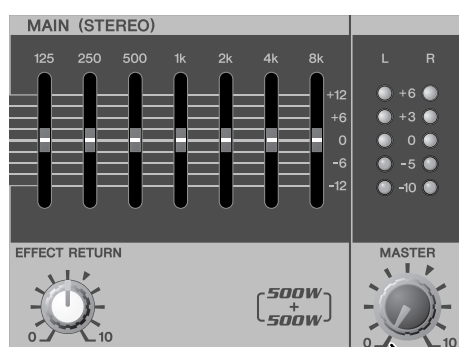 MAIN (STEREO)
125 250 500 1k 2k 4k 8k
+12
+6
0
-6
-12
L R
+6
+3
0
-5
-10
EFFECT RETURN
0 10
500W
+
500W
MASTER
0 10